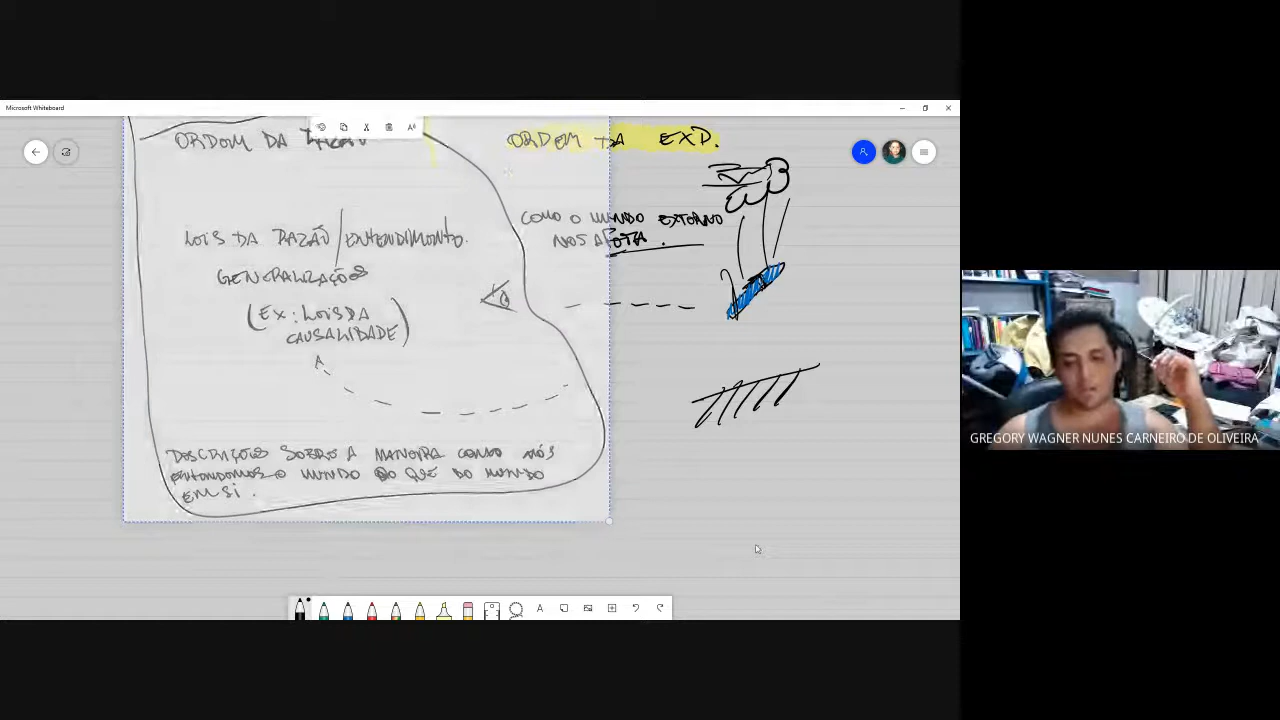 Microsoft Whiteboard
ORDEM DA RAZÃO
ORDEM DA EXP.
COMO O MUNDO EXTERNO
NOS AFETA.
LEIS DA RAZÃO/ENTENDIMENTO.
GENERALIZAÇÕES
(EX: LEIS DA
CAUSALIDADE)
DESCRIÇÕES SOBRE A MANEIRA COMO NÓS
ENTENDEMOS O MUNDO DO QUE DO MUNDO
EM SI.
GREGORY WAGNER NUNES CARNEIRO DE OLIVEIRA